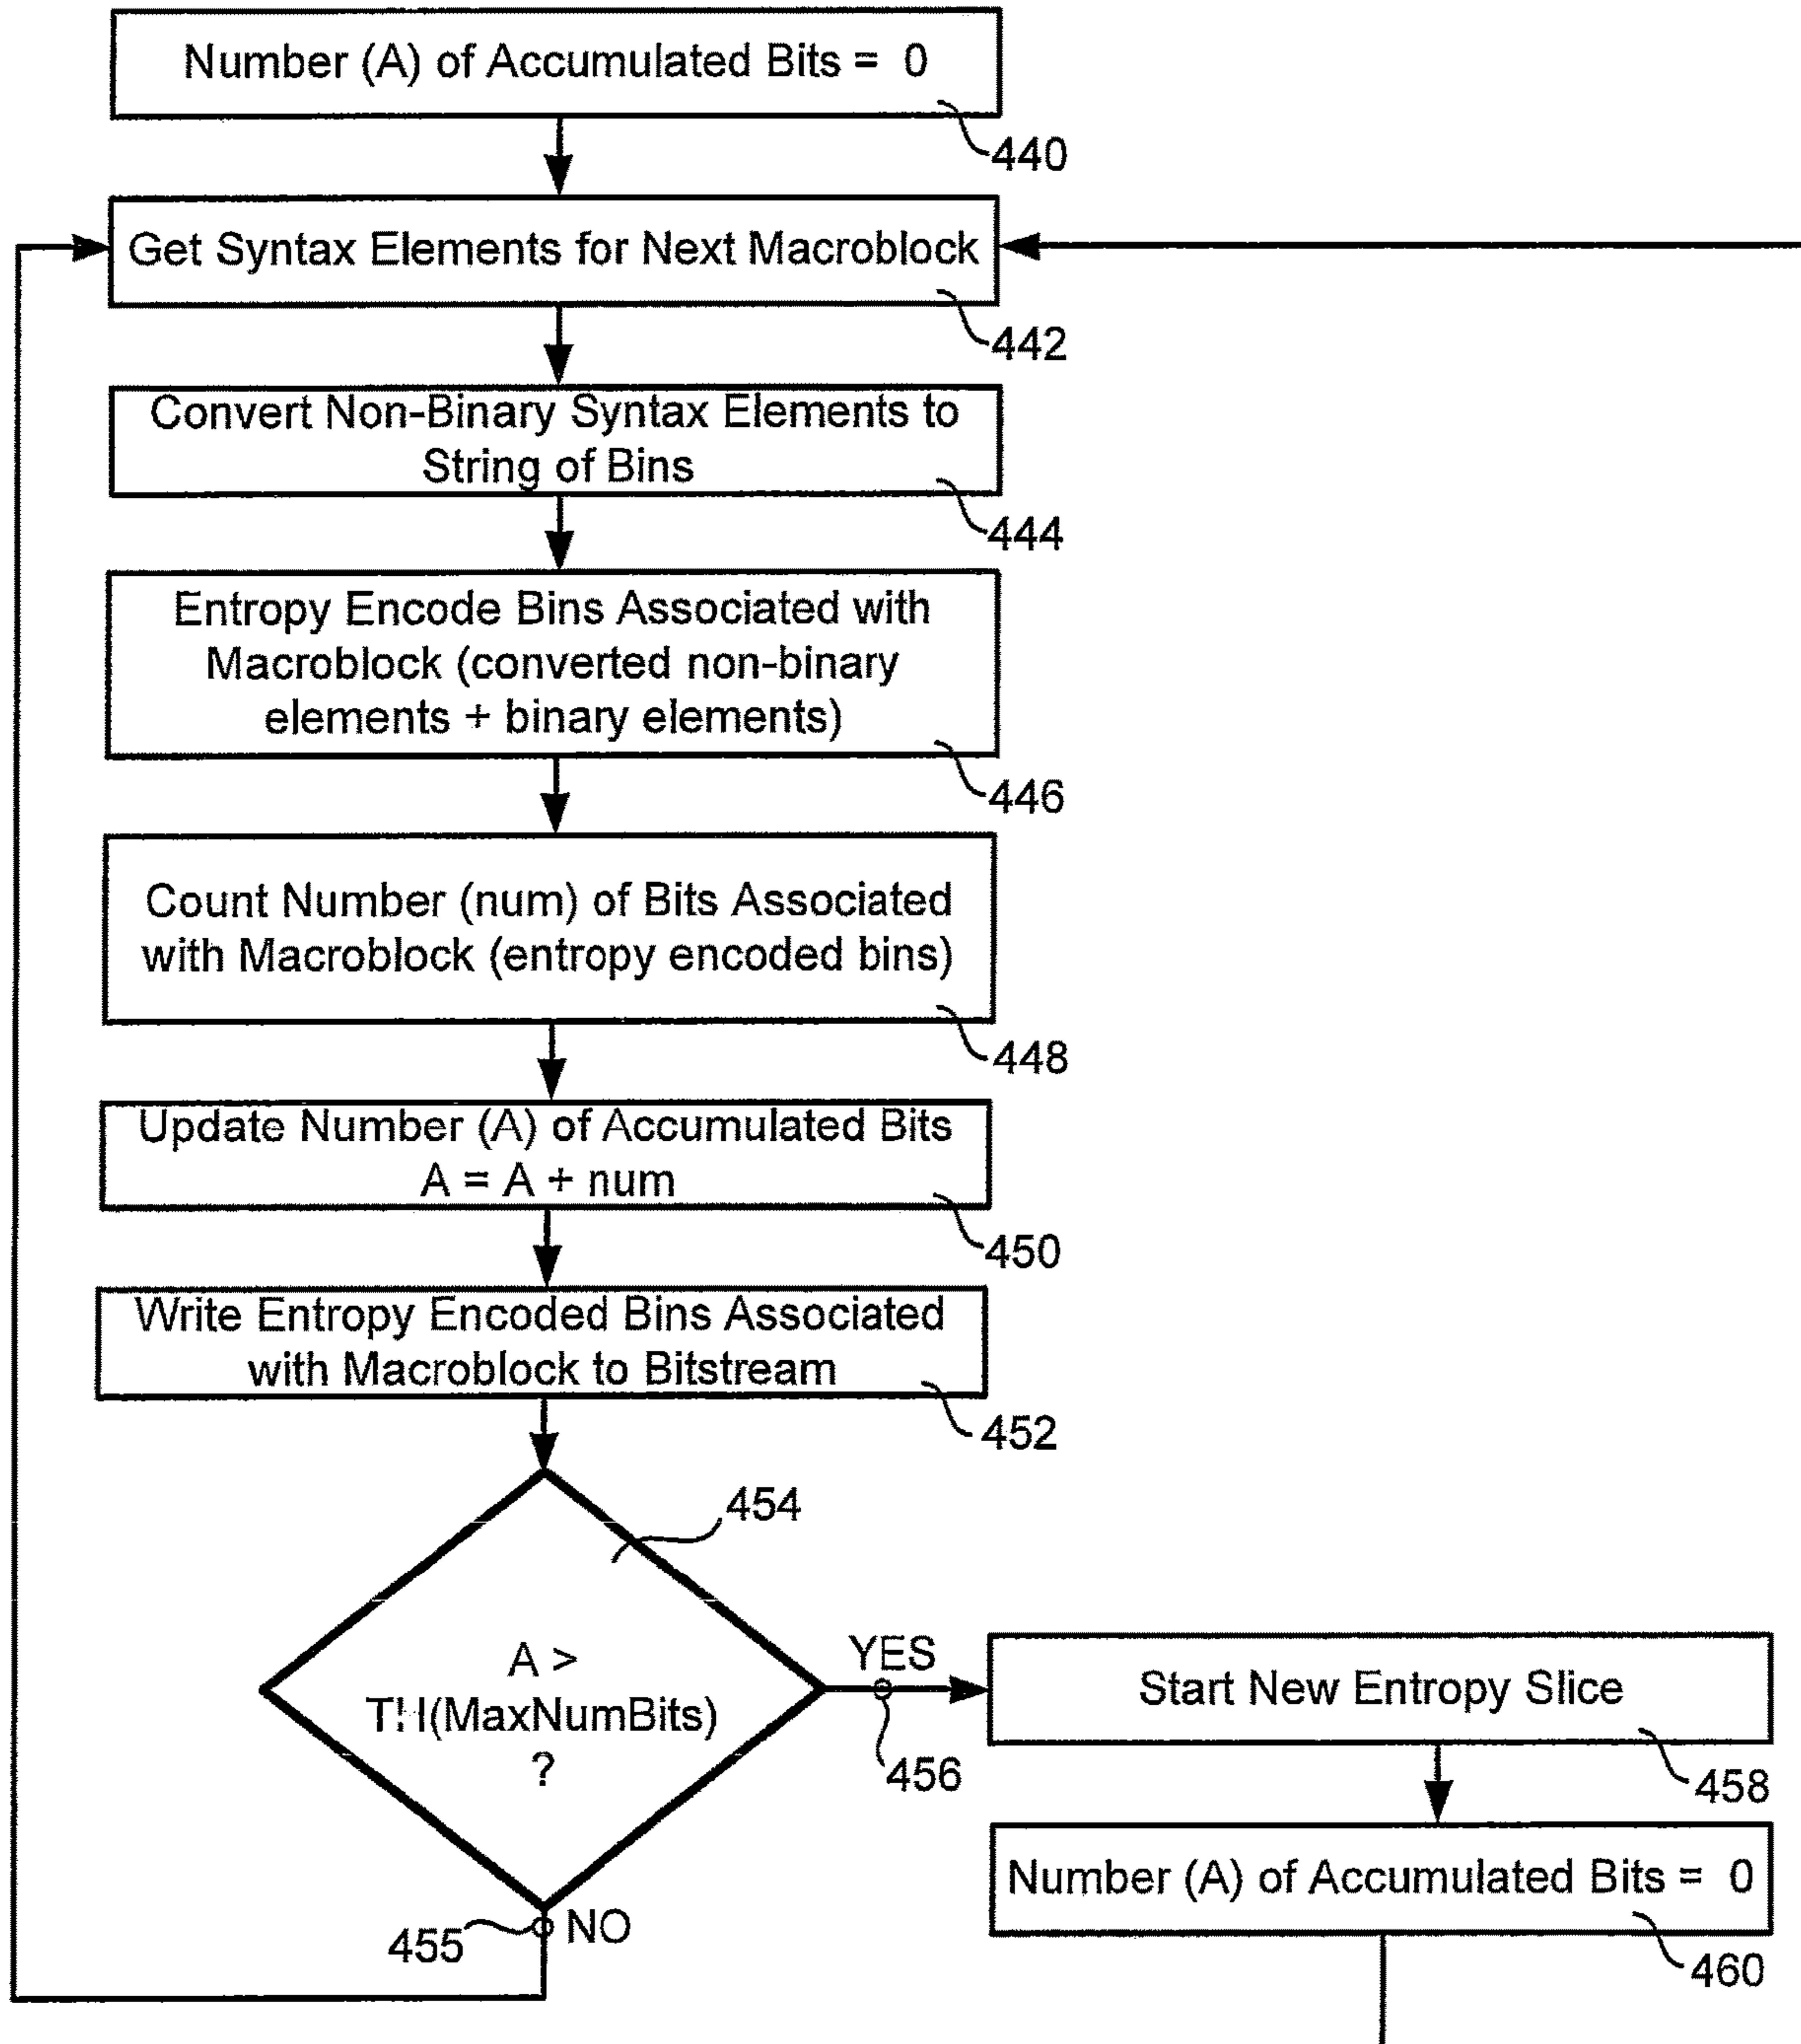 Number (A) of Accumulated Bits = 0
440
Get Syntax Elements for Next Macroblock
442
Convert Non-Binary Syntax Elements to
String of Bins
444
Entropy Encode Bins Associated with
Macroblock (converted non-binary
elements + binary elements)
446
Count Number (num) of Bits Associated
with Macroblock (entropy encoded bins)
448
Update Number (A) of Accumulated Bits
A = A + num
450
Write Entropy Encoded Bins Associated
with Macroblock to Bitstream
452
454
A >
TH(MaxNumBits)
?
YES
456
455
NO
Start New Entropy Slice
458
Number (A) of Accumulated Bits = 0
460